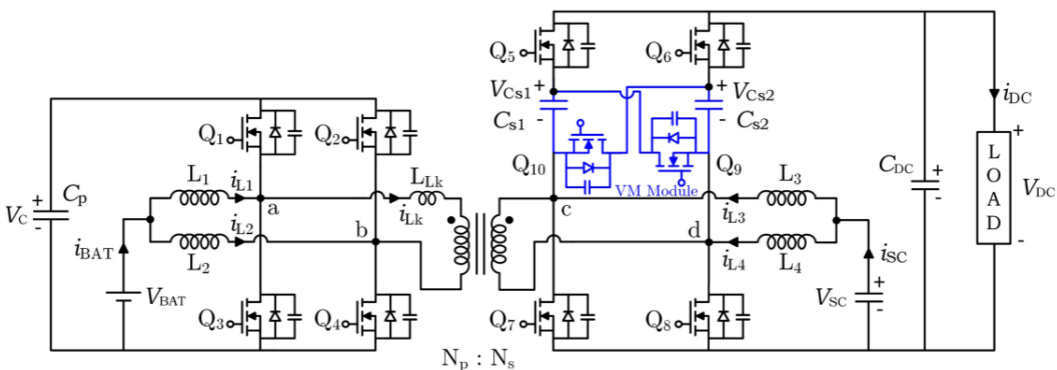 Q5
Q6
iDC
VCs1
+
+
VCs2
Cs1
-
-
Cs2
Q1
Q2
Q10
Q9
CDC
+
-
LOAD
+
VDC
-
VC
+
-
Cp
L1
iL1
LLk
VM Module
L3
a
iLk
c
iL3
iBAT
L2
iL2
b
d
iL4
L4
iSC
VBAT
VSC
+
-
Q3
Q4
Q7
Q8
Np : Ns